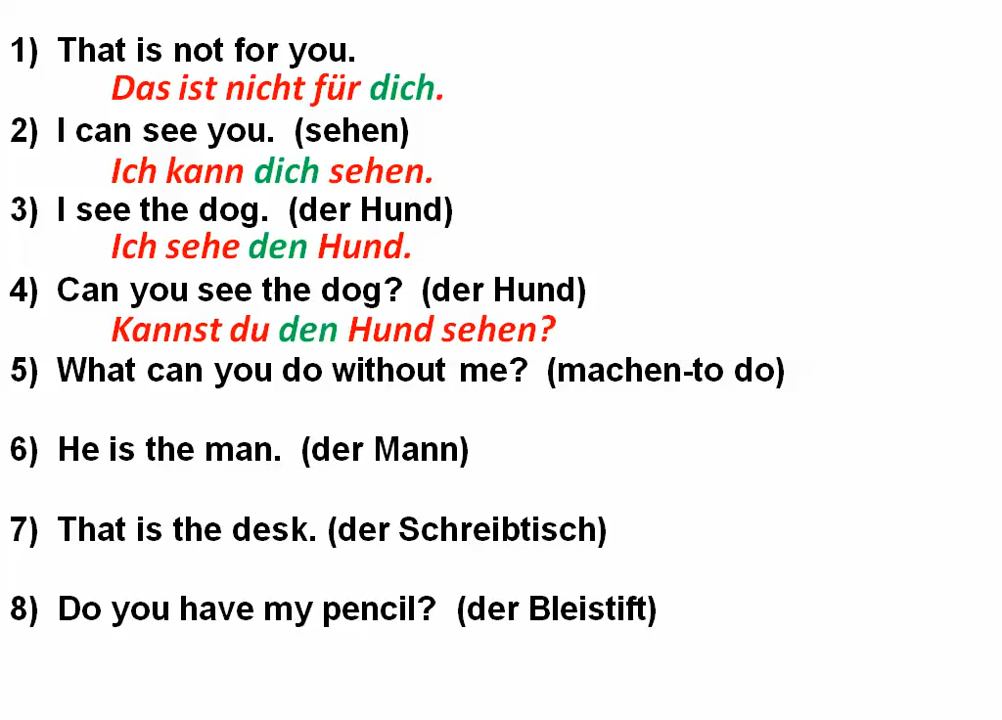 1) That is not for you.
Das ist nicht für dich.
2) I can see you. (sehen)
Ich kann dich sehen.
3) I see the dog. (der Hund)
Ich sehe den Hund.
4) Can you see the dog? (der Hund)
Kannst du den Hund sehen?
5) What can you do without me? (machen-to do)
6) He is the man. (der Mann)
7) That is the desk. (der Schreibtisch)
8) Do you have my pencil? (der Bleistift)